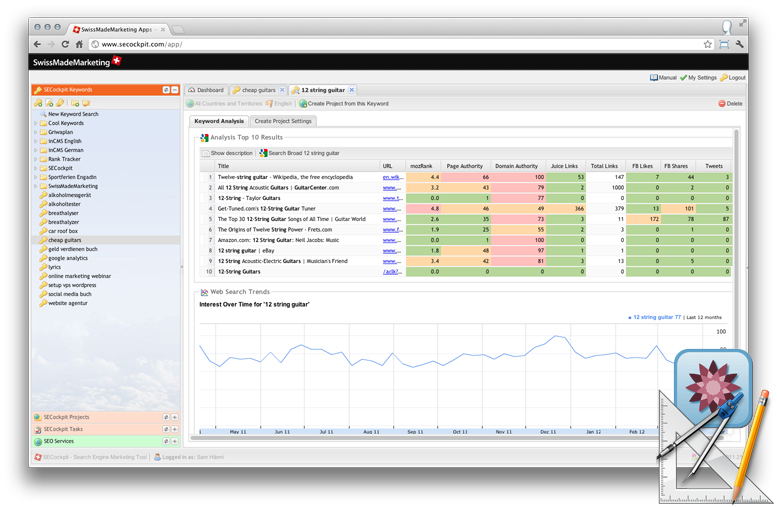 SwissMadeMarketing Apps -
www.secockpit.com/app/
SwissMadeMarketing
Manual My Settings Logout
SECockpit Keywords
Dashboard cheap guitars 12 string guitar
All Countries and Territories English Create Project from this Keyword Delete
New Keyword Search
Cool Keywords
Griwaplan
InCMS English
InCMS German
Rank Tracker
SECockpit
Sportferien Engadin
SwissMadeMarketing
alkoholmessgerät
alkoholtester
breathalyser
breathalyzer
car roof box
cheap guitars
geld verdienen buch
google analytics
lyrics
online marketing webinar
setup vps wordpress
social media buch
website agentur
SECockpit Projects
SECockpit Tasks
SEO Services
Keyword Analysis Create Project Settings
Analysis Top 10 Results
Show description Search Broad 12 string guitar
Title URL mozRank Page Authority Domain Authority Juice Links Total Links FB Likes FB Shares Tweets
1 Twelve-string guitar - Wikipedia, the free encyclopedia en.wik... 4.4 66 100 53 147 7 44 3
2 All 12 String Acoustic Guitars | GuitarCenter.com www.... 3.2 43 79 2 1000 0 2 0
3 12-String - Taylor Guitars www.t... 0.0 1 77 0 0 0 0 0
4 Get-Tuned.com's 12-String Guitar Tuner www.... 4.8 46 49 366 379 13 101 5
5 The Top 30 12-String Guitar Songs of All Time | Guitar World www.... 2.6 35 73 3 11 172 78 87
6 The Origins of Twelve String Power - Frets.com www.f... 1.9 25 55 2 3 0 1 0
7 Amazon.com: 12 String Guitar: Neil Jacobs: Music www.... 0.0 1 100 0 0 0 0 0
8 12 string guitar | eBay www.... 1.8 48 97 1 1 0 0 0
9 12 String Acoustic-Electric Guitars | Musician's Friend www.... 3.4 42 81 3 13 0 5 0
10 12-String Guitars /aclk? 0.0 0 0 0 0 0 0 0
Web Search Trends
Interest Over Time for '12 string guitar'
12 string guitar 77 | Last 12 months
100
May 11 Jun 11 Jul 11 Aug 11 Sep 11 Oct 11 Nov 11 Dec 11 Jan 12 Feb 12
SECockpit - Search Engine Marketing Tool | Logged in as: Sam Hänni